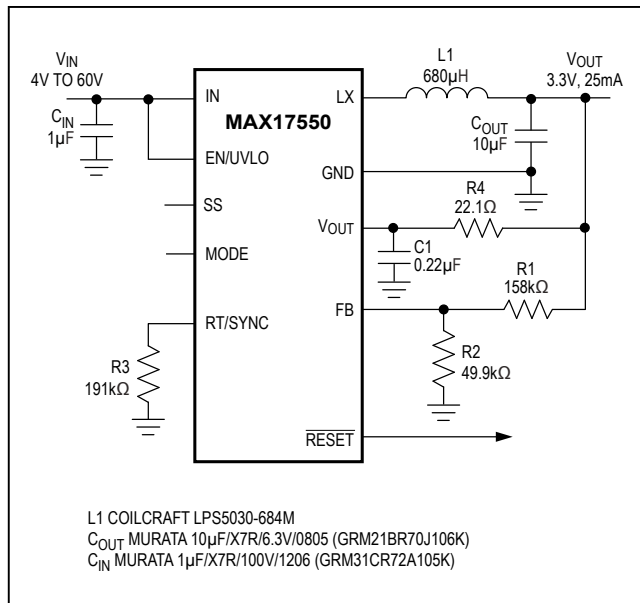 VIN
4V TO 60V
CIN
1µF
MAX17550
IN
EN/UVLO
SS
MODE
RT/SYNC
R3
191kΩ
LX
GND
VOUT
FB
RESET
L1
680µH
VOUT
3.3V, 25mA
COUT
10µF
R4
22.1Ω
C1
0.22µF
R1
158kΩ
R2
49.9kΩ
L1 COILCRAFT LPS5030-684M
COUT MURATA 10µF/X7R/6.3V/0805 (GRM21BR70J106K)
CIN MURATA 1µF/X7R/100V/1206 (GRM31CR72A105K)